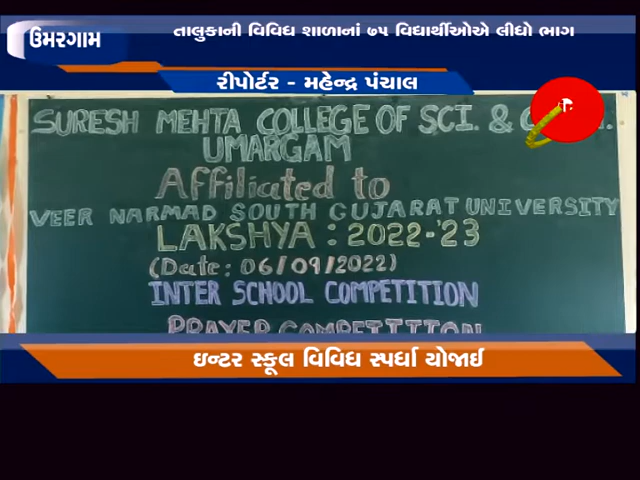 ઉમરગામ
તાલુકાની વિવિધ શાળાનાં ૭૫ વિદ્યાર્થીઓએ લીધો ભાગ
રીપોર્ટર - મહેન્દ્ર પંચાલ
SURESH MEHTA COLLEGE OF SCI. &
UMARGAM
Affiliated to
VEER NARMAD SOUTH GUJARAT UNIVERSITY
LAKSHYA : 2022-'23
(Date: 06/09/2022)
INTER SCHOOL COMPETITION
PRAYER COMPETITION
ઇન્ટર સ્કૂલ વિવિધ સ્પર્ધા યોજાઈ